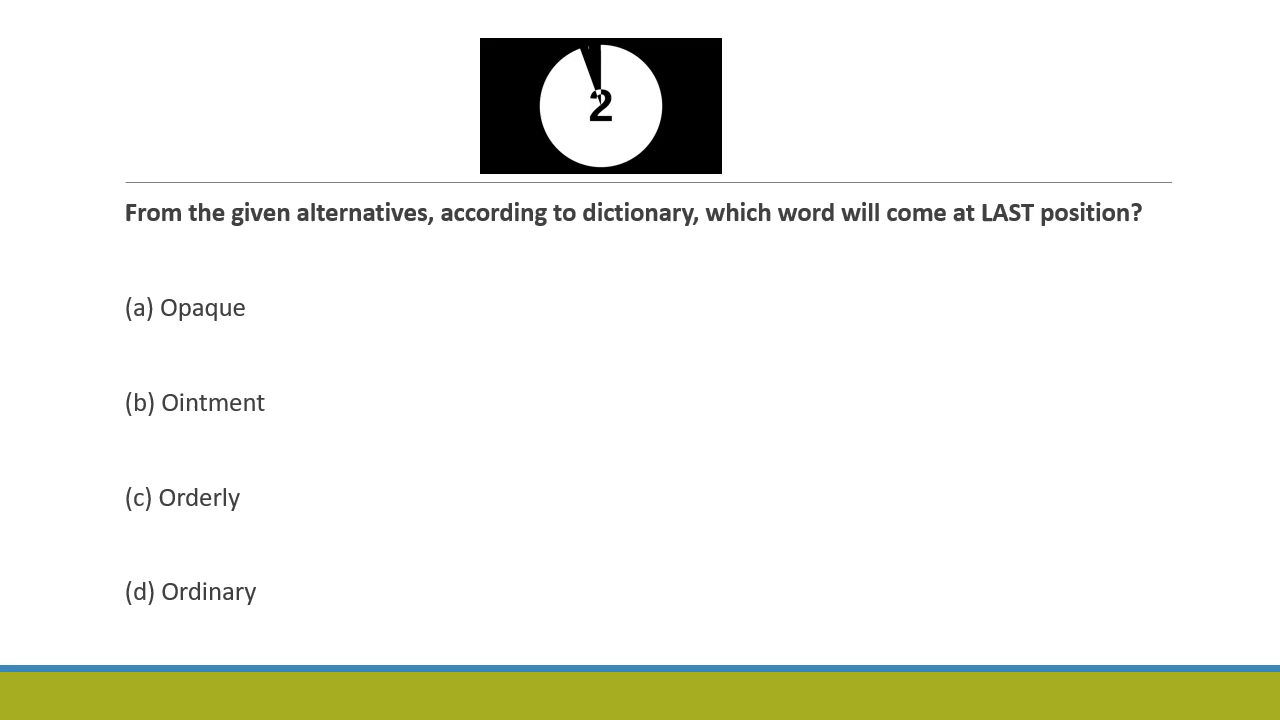 2
From the given alternatives, according to dictionary, which word will come at LAST position?
(a) Opaque
(b) Ointment
(c) Orderly
(d) Ordinary